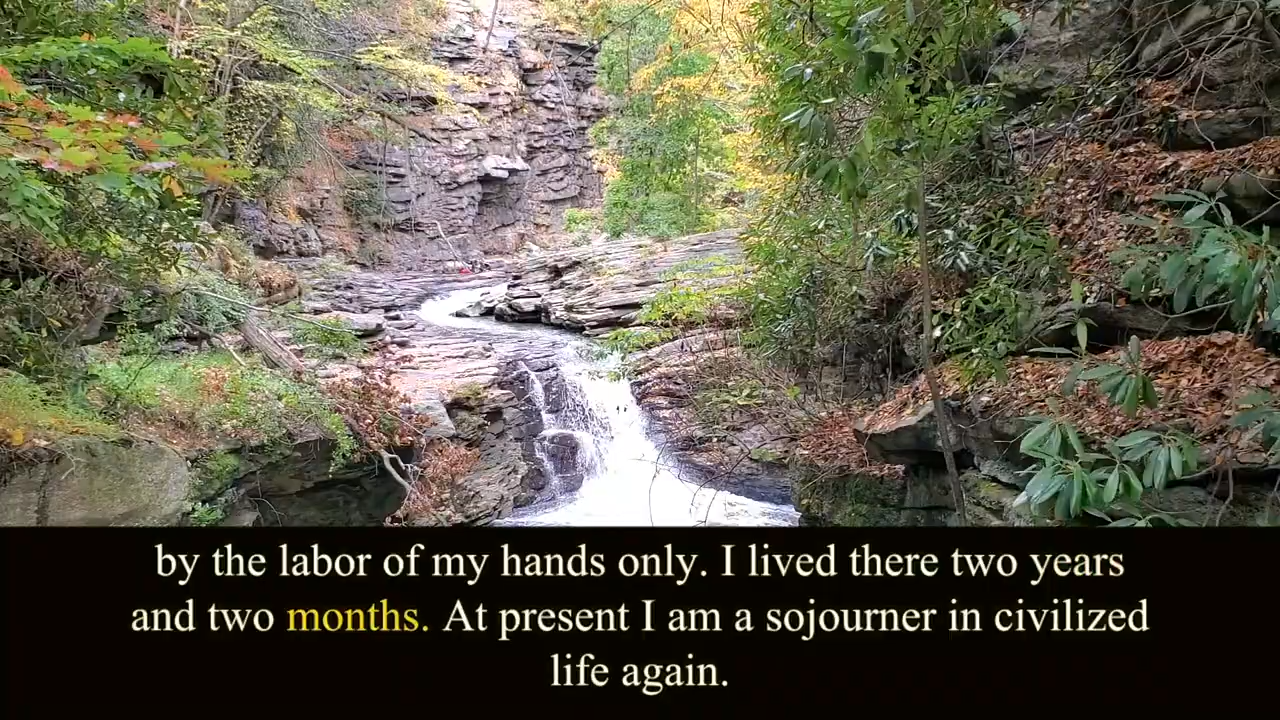 by the labor of my hands only. I lived there two years
and two months. At present I am a sojourner in civilized
life again.